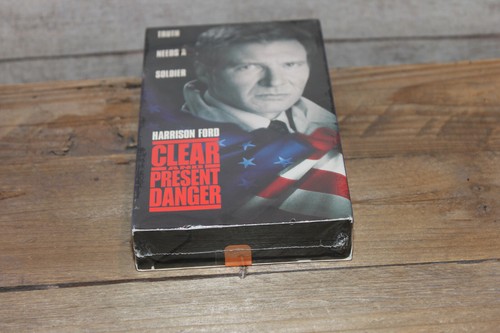 TRUTH
NEEDS A
SOLDIER
HARRISON FORD
CLEAR
AND
PRESENT
DANGER